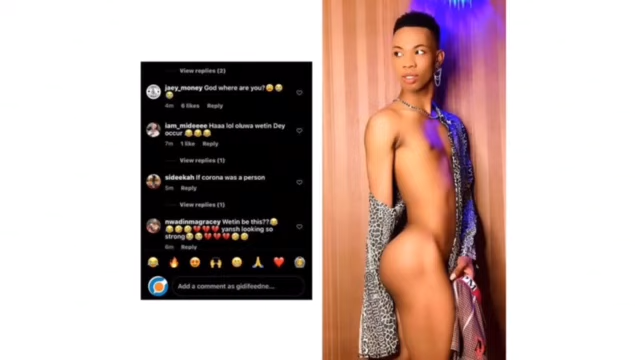 View replies (2)
jaey_money God where are you?😢😂
😂
4m 6 likes Reply
iam_mideeee Haaa lol oluwa wetin Dey
occur 😂😂😂
7m 1 like Reply
View replies (1)
sideekah If corona was a person
5m Reply
View replies (1)
nwadinmagracey Wetin be this??😂
yansh looking so
strong
6m Reply
Add a comment as gidifeedne...